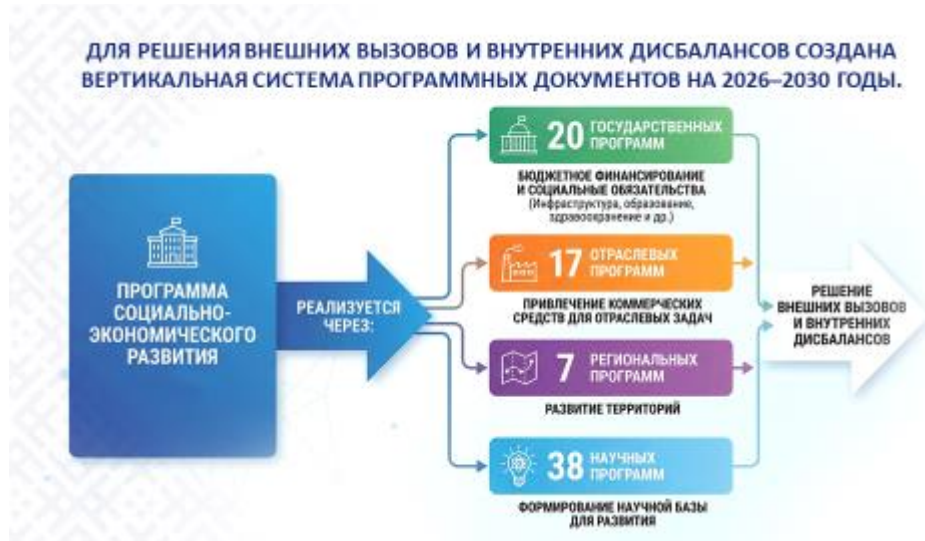 ДЛЯ РЕШЕНИЯ ВНЕШНИХ ВЫЗОВОВ И ВНУТРЕННИХ ДИСБАЛАНСОВ СОЗДАНА
ВЕРТИКАЛЬНАЯ СИСТЕМА ПРОГРАММНЫХ ДОКУМЕНТОВ НА 2026–2030 ГОДЫ.
ПРОГРАММА
СОЦИАЛЬНО-
ЭКОНОМИЧЕСКОГО
РАЗВИТИЯ
РЕАЛИЗУЕТСЯ
ЧЕРЕЗ:
20 ГОСУДАРСТВЕННЫХ
ПРОГРАММ
БЮДЖЕТНОЕ ФИНАНСИРОВАНИЕ
И СОЦИАЛЬНЫЕ ОБЯЗАТЕЛЬСТВА
(Инфраструктура, образование,
здравоохранение и др.)
17 ОТРАСЛЕВЫХ
ПРОГРАММ
ПРИВЛЕЧЕНИЕ КОММЕРЧЕСКИХ
СРЕДСТВ ДЛЯ ОТРАСЛЕВЫХ ЗАДАЧ
7 РЕГИОНАЛЬНЫХ
ПРОГРАММ
РАЗВИТИЕ ТЕРРИТОРИЙ
38 НАУЧНЫХ
ПРОГРАММ
ФОРМИРОВАНИЕ НАУЧНОЙ БАЗЫ
ДЛЯ РАЗВИТИЯ
РЕШЕНИЕ
ВНЕШНИХ ВЫЗОВОВ
И ВНУТРЕННИХ
ДИСБАЛАНСОВ